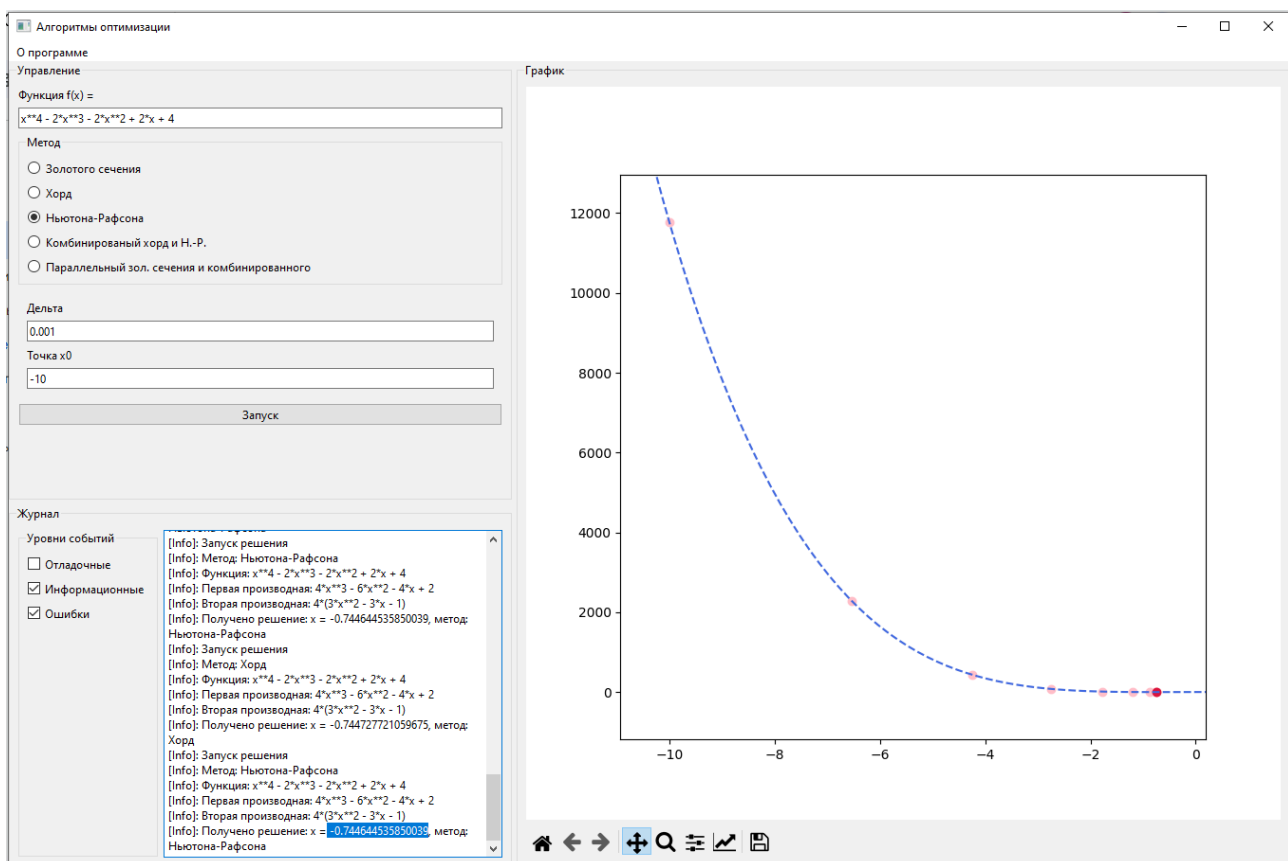 Алгоритмы оптимизации
О программе
Управление
Функция f(x) =
x**4 - 2*x**3 - 2*x**2 + 2*x + 4
Метод
Золотого сечения
Хорд
Ньютона-Рафсона
Комбинированый хорд и Н.-Р.
Параллельный зол. сечения и комбинированного
Дельта
0.001
Точка x0
-10
Запуск
Журнал
Уровни событий
Отладочные
Информационные
Ошибки
Ньютона-Рафсона
[Info]: Запуск решения
[Info]: Метод: Ньютона-Рафсона
[Info]: Функция: x**4 - 2*x**3 - 2*x**2 + 2*x + 4
[Info]: Первая производная: 4*x**3 - 6*x**2 - 4*x + 2
[Info]: Вторая производная: 4*(3*x**2 - 3*x - 1)
[Info]: Получено решение: x = -0.744644535850039, метод:
Ньютона-Рафсона
[Info]: Запуск решения
[Info]: Метод: Хорд
[Info]: Функция: x**4 - 2*x**3 - 2*x**2 + 2*x + 4
[Info]: Первая производная: 4*x**3 - 6*x**2 - 4*x + 2
[Info]: Вторая производная: 4*(3*x**2 - 3*x - 1)
[Info]: Получено решение: x = -0.744727721059675, метод:
Хорд
[Info]: Запуск решения
[Info]: Метод: Ньютона-Рафсона
[Info]: Функция: x**4 - 2*x**3 - 2*x**2 + 2*x + 4
[Info]: Первая производная: 4*x**3 - 6*x**2 - 4*x + 2
[Info]: Вторая производная: 4*(3*x**2 - 3*x - 1)
[Info]: Получено решение: x = -0.744644535850039, метод:
Ньютона-Рафсона
График
12000
10000
8000
6000
4000
2000
0
−10
−8
−6
−4
−2
0